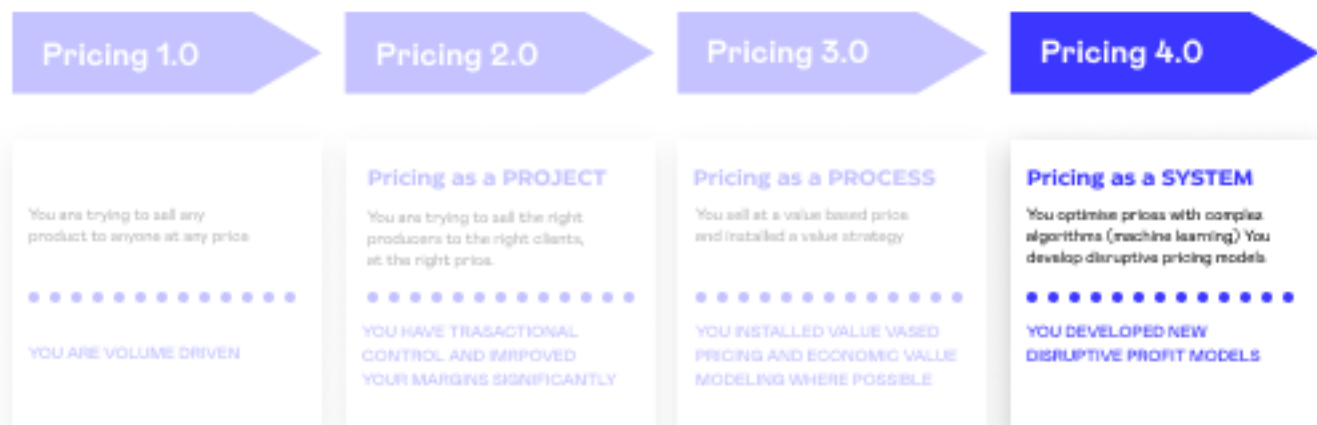 Pricing 1.0
Pricing 2.0
Pricing 3.0
Pricing 4.0
You are trying to sell any
product to anyone at any price
YOU ARE VOLUME DRIVEN
Pricing as a PROJECT
You are trying to sell the right
producers to the right clients,
at the right price.
YOU HAVE TRASACTIONAL
CONTROL AND IMRPOVED
YOUR MARGINS SIGNIFICANTLY
Pricing as a PROCESS
You sell at a value based price
and installed a value strategy
YOU INSTALLED VALUE VASED
PRICING AND ECONOMIC VALUE
MODELING WHERE POSSIBLE
Pricing as a SYSTEM
You optimise prices with complex
algorithms (machine learning) You
develop disruptive pricing models
YOU DEVELOPED NEW
DISRUPTIVE PROFIT MODELS